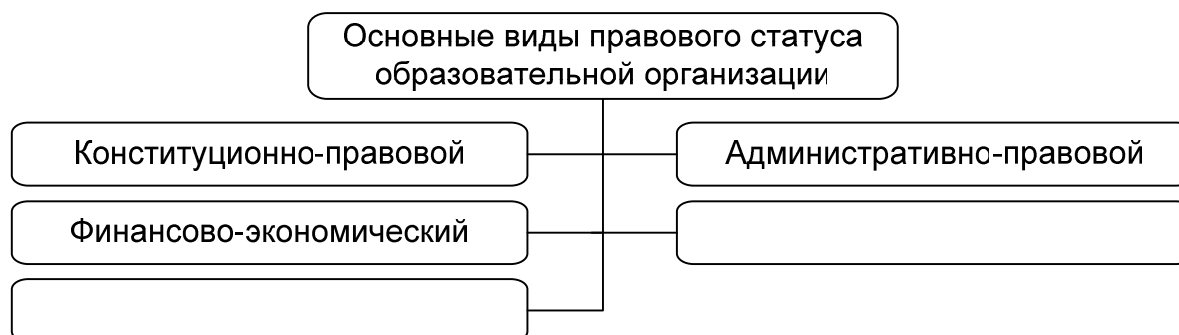 Основные виды правового статуса
образовательной организации
Конституционно-правовой
Административно-правовой
Финансово-экономический